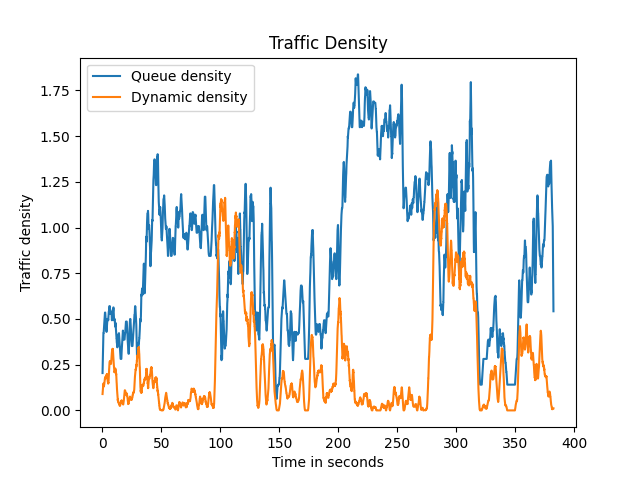 Traffic Density
Queue density
Dynamic density
Traffic density
1.75
1.50
1.25
1.00
0.75
0.50
0.25
0.00
0 50 100 150 200 250 300 350 400
Time in seconds